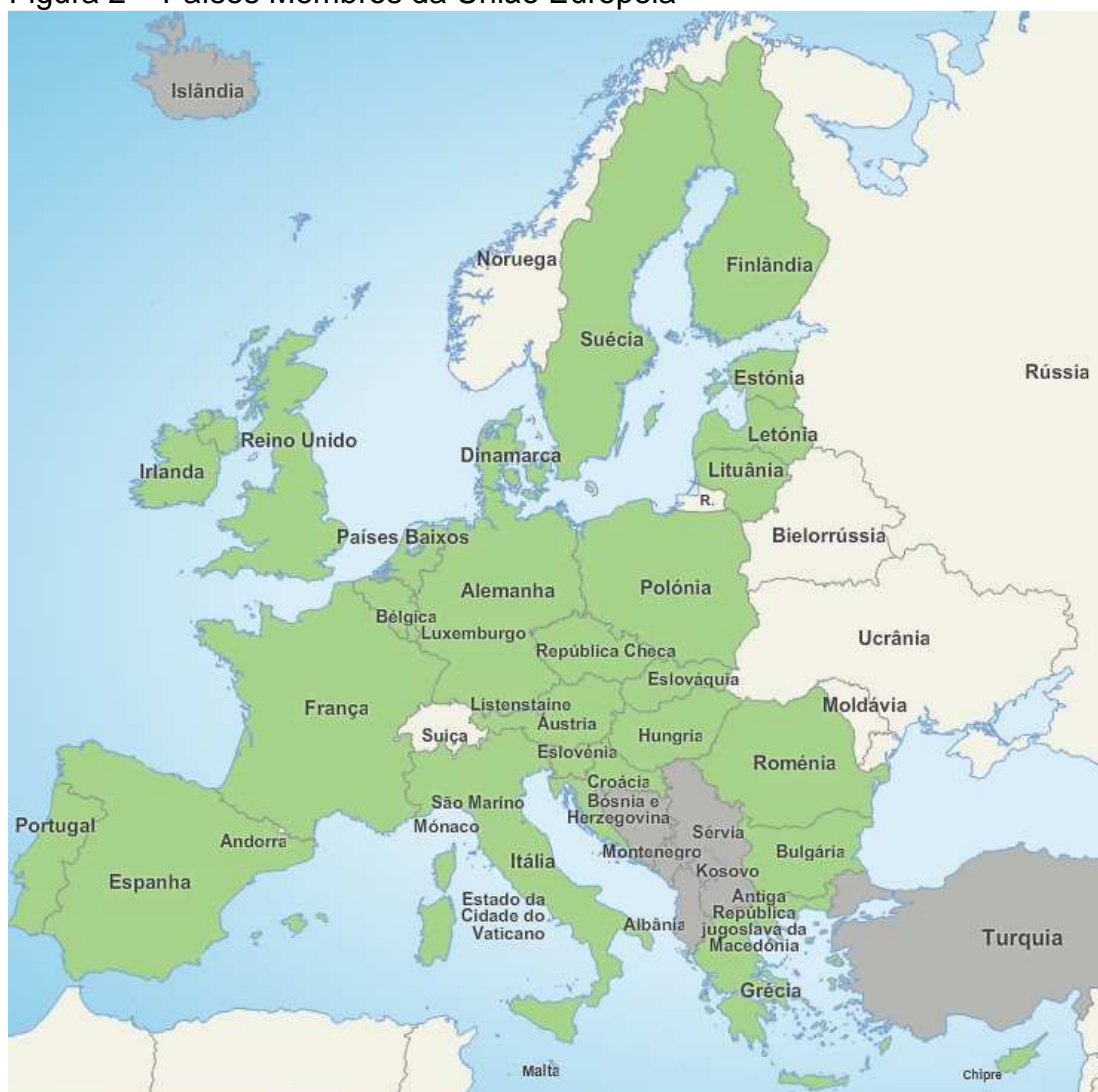 Figura 2 – Países Membros da União Europeia
Islândia
Noruega
Finlândia
Suécia
Rússia
Estónia
Letónia
Reino Unido
Dinamarca
Irlanda
Lituânia
R.
Países Baixos
Bielorrússia
Alemanha
Polónia
Bélgica
Luxemburgo
Ucrânia
República Checa
Eslováquia
França
Listenstaine
Moldávia
Áustria
Suiça
Hungria
Eslovénia
Roménia
Croácia
São Marino
Bósnia e
Herzegovina
Portugal
Mónaco
Sérvia
Andorra
Montenegro
Bulgária
Itália
Kosovo
Espanha
Estado da
Cidade do
Vaticano
Antiga
República
jugoslava da
Macedónia
Albânia
Turquia
Grécia
Malta
Chipre